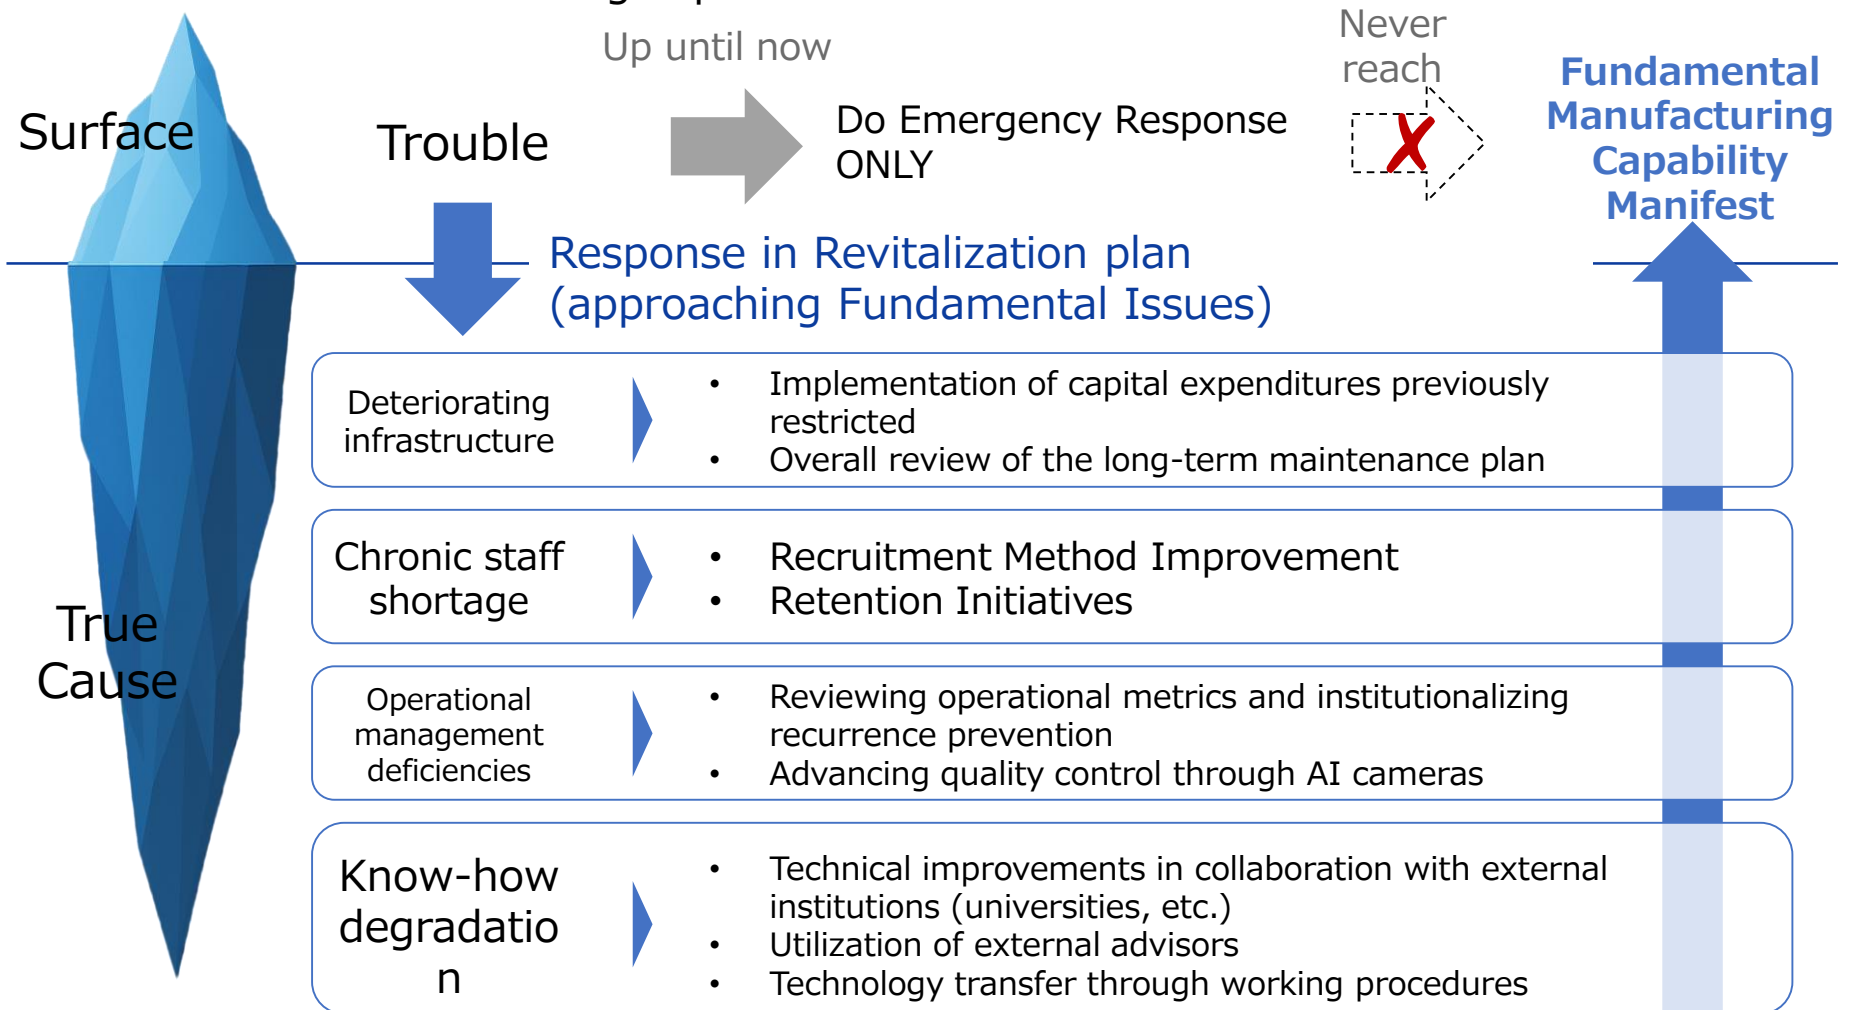 Up until now
Never
reach
Surface
Trouble
Do Emergency Response
ONLY
Fundamental
Manufacturing
Capability
Manifest
Response in Revitalization plan
(approaching Fundamental Issues)
True
Cause
Deteriorating
infrastructure
• Implementation of capital expenditures previously
restricted
• Overall review of the long-term maintenance plan
Chronic staff
shortage
• Recruitment Method Improvement
• Retention Initiatives
Operational
management
deficiencies
• Reviewing operational metrics and institutionalizing
recurrence prevention
• Advancing quality control through AI cameras
Know-how
degradatio
n
• Technical improvements in collaboration with external
institutions (universities, etc.)
• Utilization of external advisors
• Technology transfer through working procedures